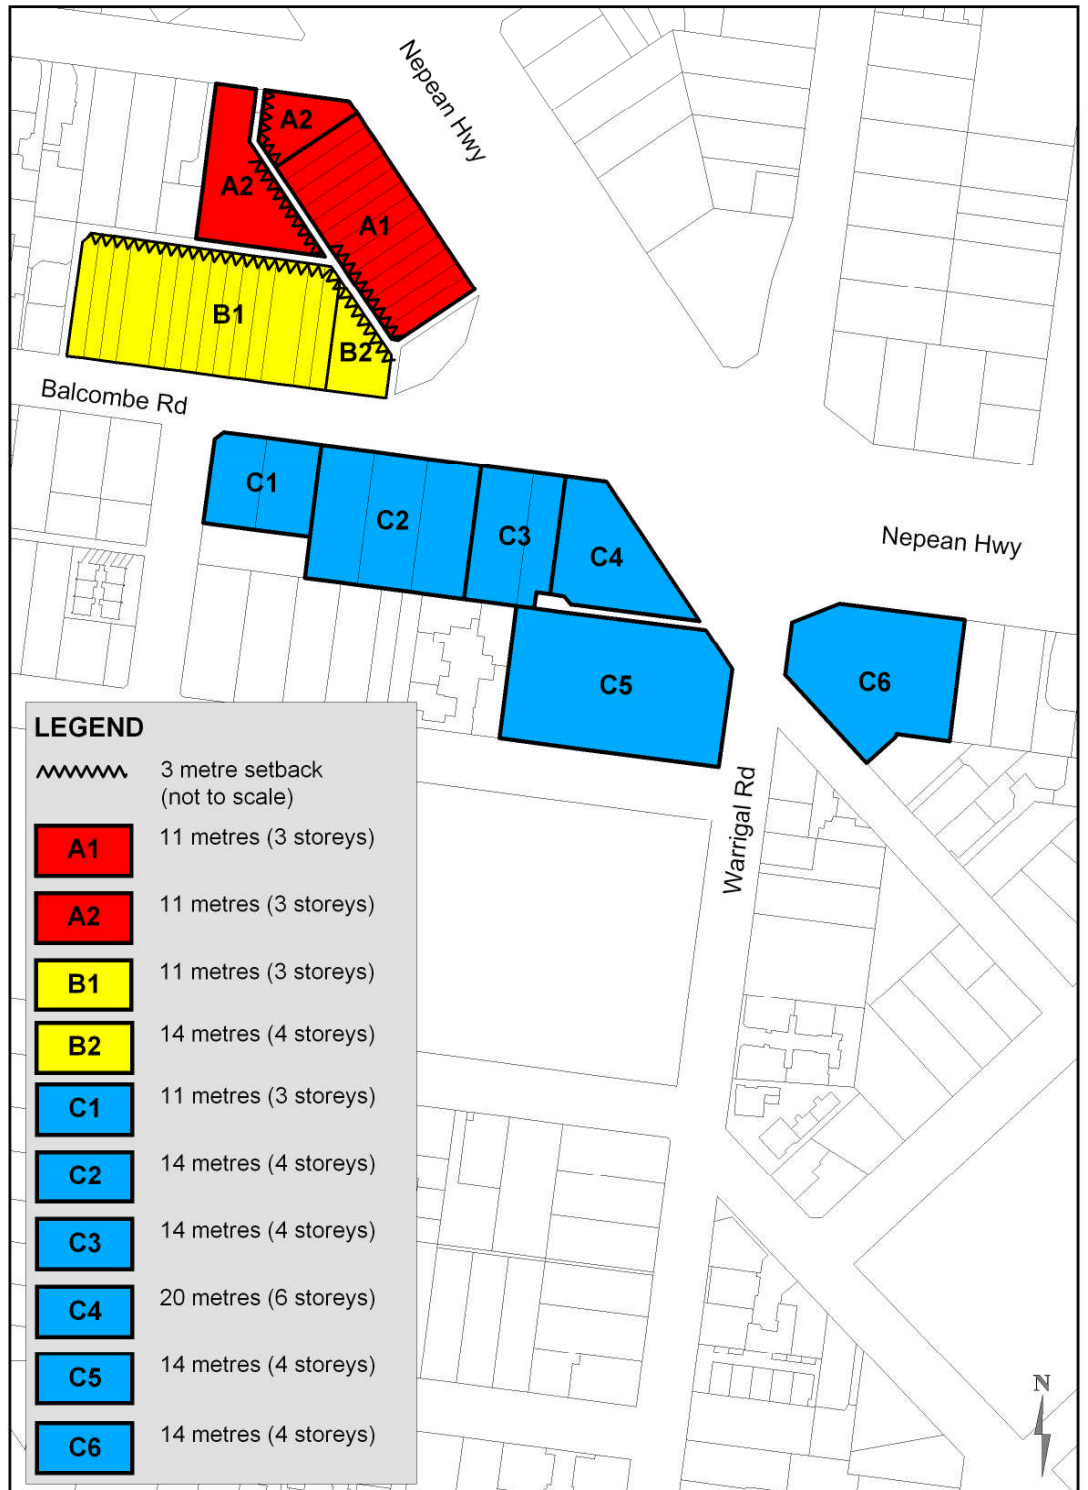 Nepean Hwy
A2
A2
A1
B1
B2
Balcombe Rd
C1
C2
C3
C4
Nepean Hwy
C5
C6
Warrigal Rd
LEGEND
3 metre setback
(not to scale)
A1 11 metres (3 storeys)
A2 11 metres (3 storeys)
B1 11 metres (3 storeys)
B2 14 metres (4 storeys)
C1 11 metres (3 storeys)
C2 14 metres (4 storeys)
C3 14 metres (4 storeys)
C4 20 metres (6 storeys)
C5 14 metres (4 storeys)
C6 14 metres (4 storeys)
N